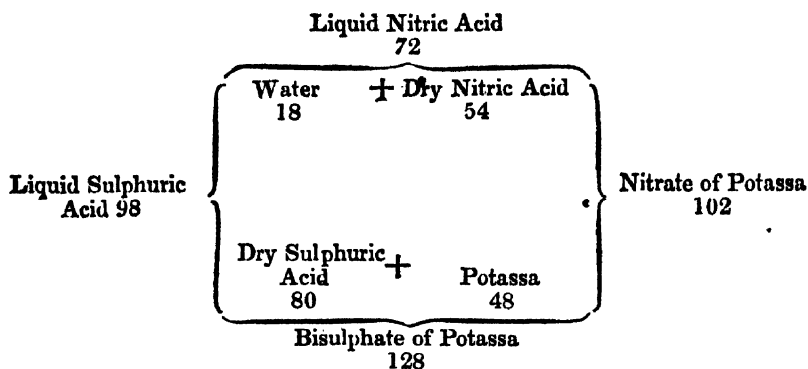 Liquid Nitric Acid
72
Water + Dry Nitric Acid
18 54
Liquid Sulphuric
Acid 98
Nitrate of Potassa
102
Dry Sulphuric
Acid + Potassa
80 48
Bisulphate of Potassa
128